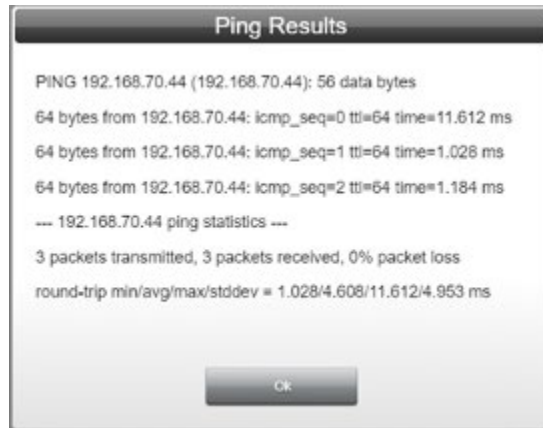 Ping Results
PING 192.168.70.44 (192.168.70.44): 56 data bytes
64 bytes from 192.168.70.44: icmp_seq=0 ttl=64 time=11.612 ms
64 bytes from 192.168.70.44: icmp_seq=1 ttl=64 time=1.028 ms
64 bytes from 192.168.70.44: icmp_seq=2 ttl=64 time=1.184 ms
--- 192.168.70.44 ping statistics ---
3 packets transmitted, 3 packets received, 0% packet loss
round-trip min/avg/max/stddev = 1.028/4.608/11.612/4.953 ms
Ok